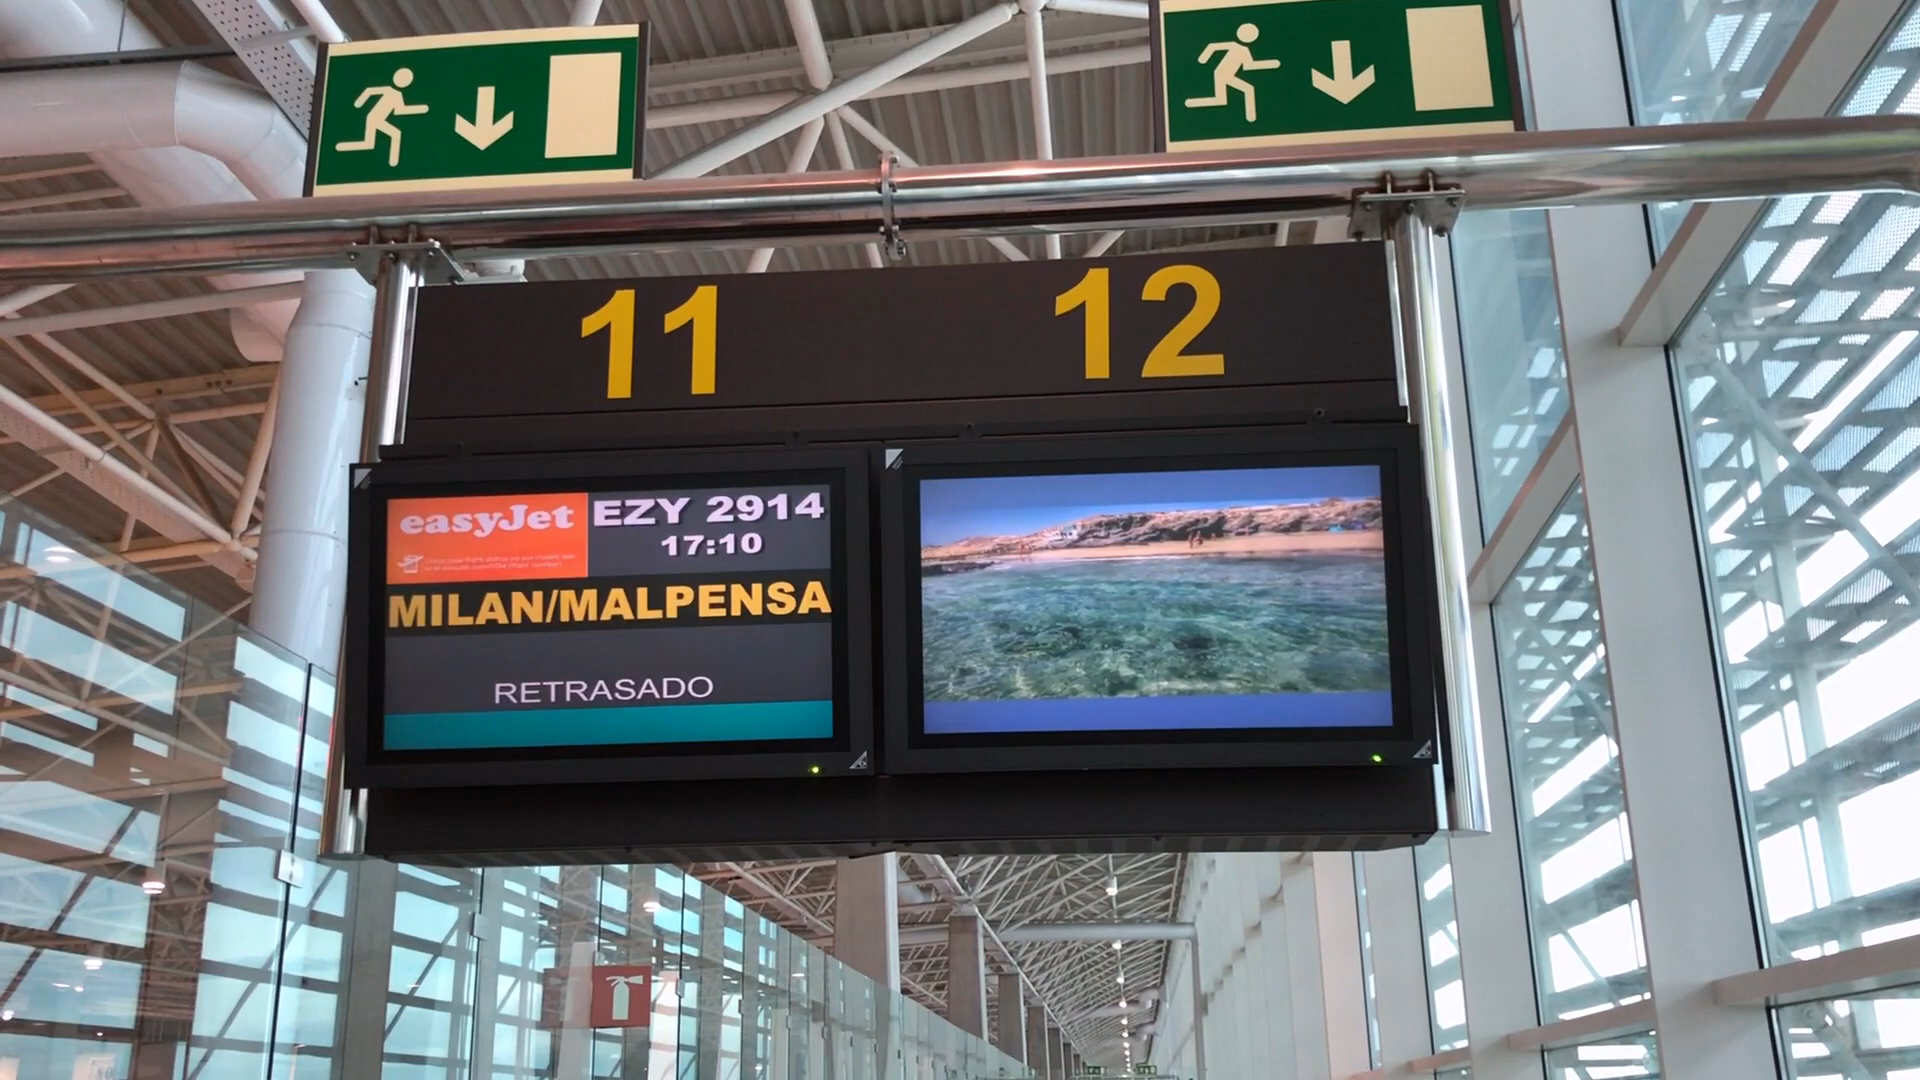 11 12
easyJet
EZY 2914
17:10
MILAN/MALPENSA
RETRASADO